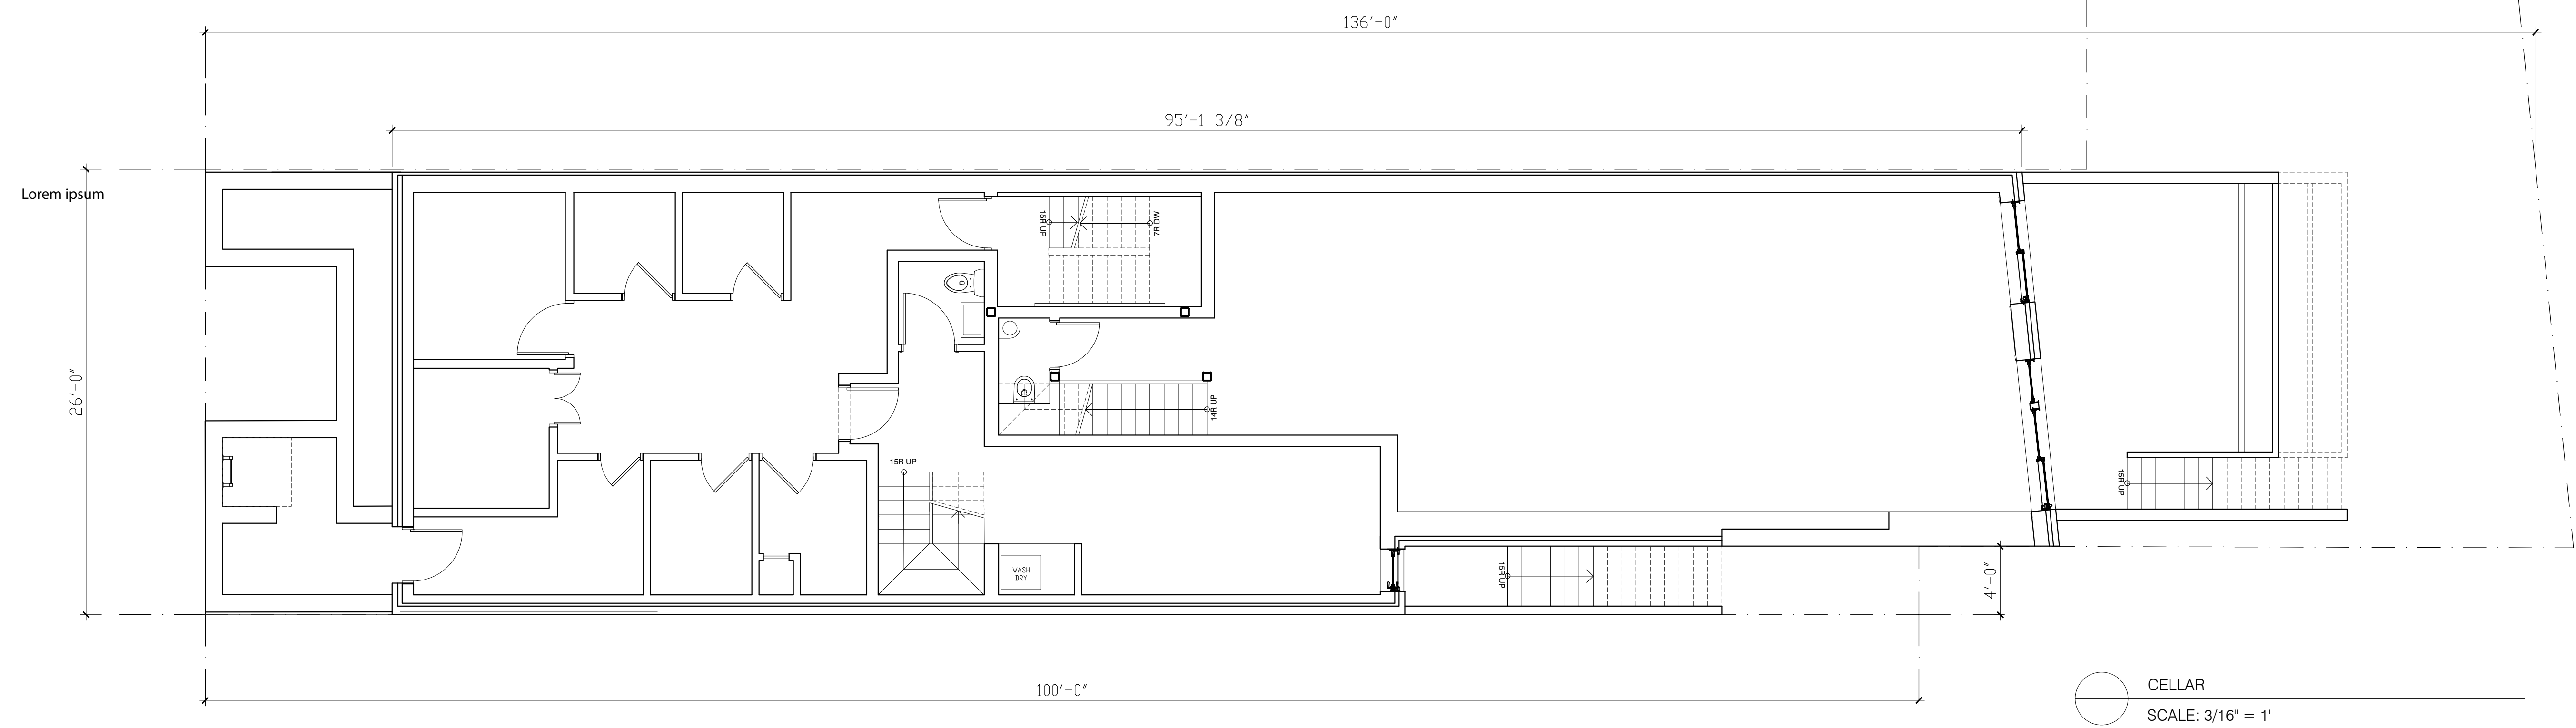 136'-0"
95'-1 3/8"
Lorem ipsum
26'-0"
15R UP
7R DW
14R UP
15R UP
15R UP
WASH
DRY
15R UP
4'-0"
100'-0"
CELLAR
SCALE: 3/16" = 1'